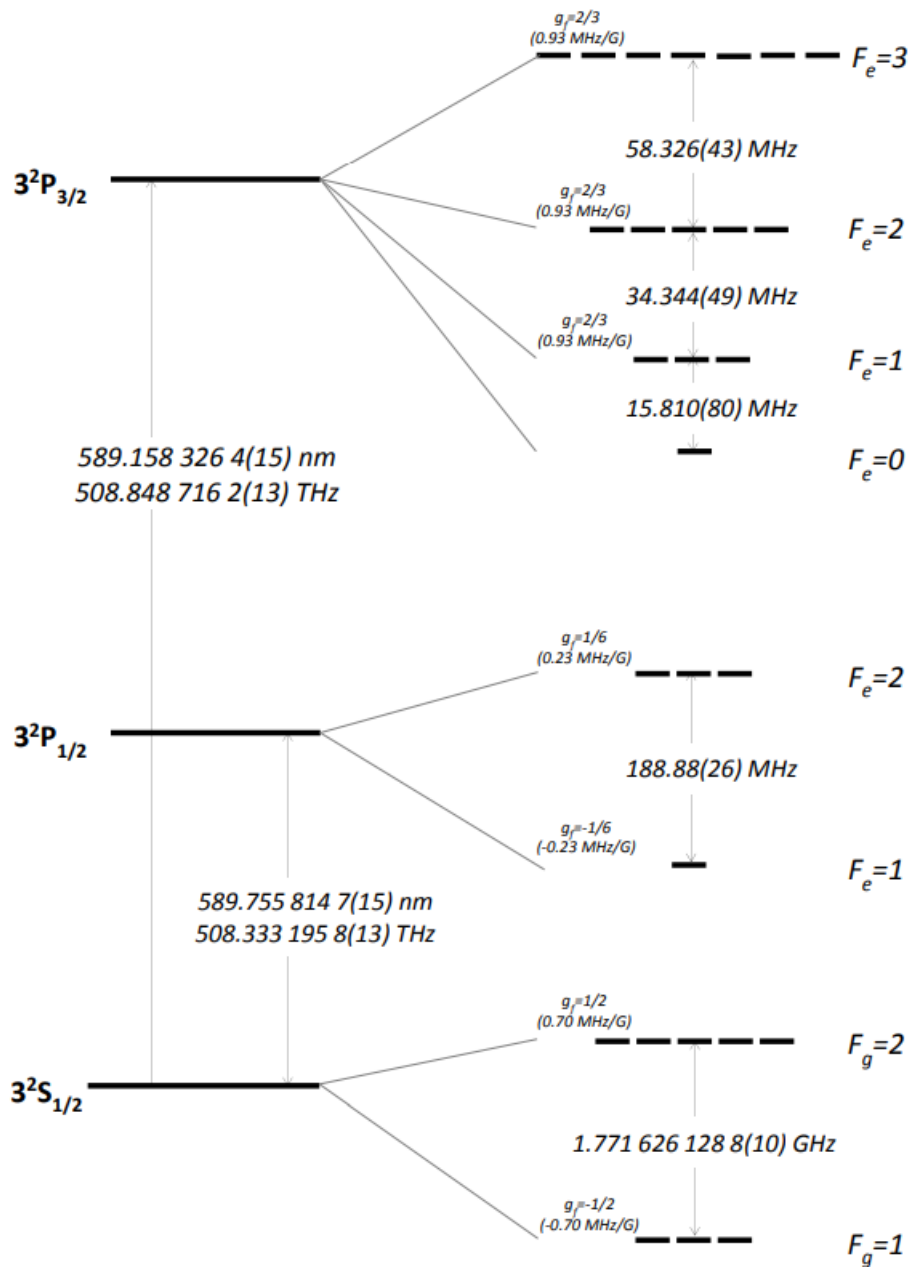 g_f=2/3
(0.93 MHz/G)
F_e=3
58.326(43) MHz
3²P_3/2
g_f=2/3
(0.93 MHz/G)
F_e=2
34.344(49) MHz
g_f=2/3
(0.93 MHz/G)
F_e=1
15.810(80) MHz
F_e=0
589.158 326 4(15) nm
508.848 716 2(13) THz
g_f=1/6
(0.23 MHz/G)
F_e=2
3²P_1/2
188.88(26) MHz
g_f=-1/6
(-0.23 MHz/G)
F_e=1
589.755 814 7(15) nm
508.333 195 8(13) THz
g_f=1/2
(0.70 MHz/G)
F_g=2
3²S_1/2
1.771 626 128 8(10) GHz
g_f=-1/2
(-0.70 MHz/G)
F_g=1